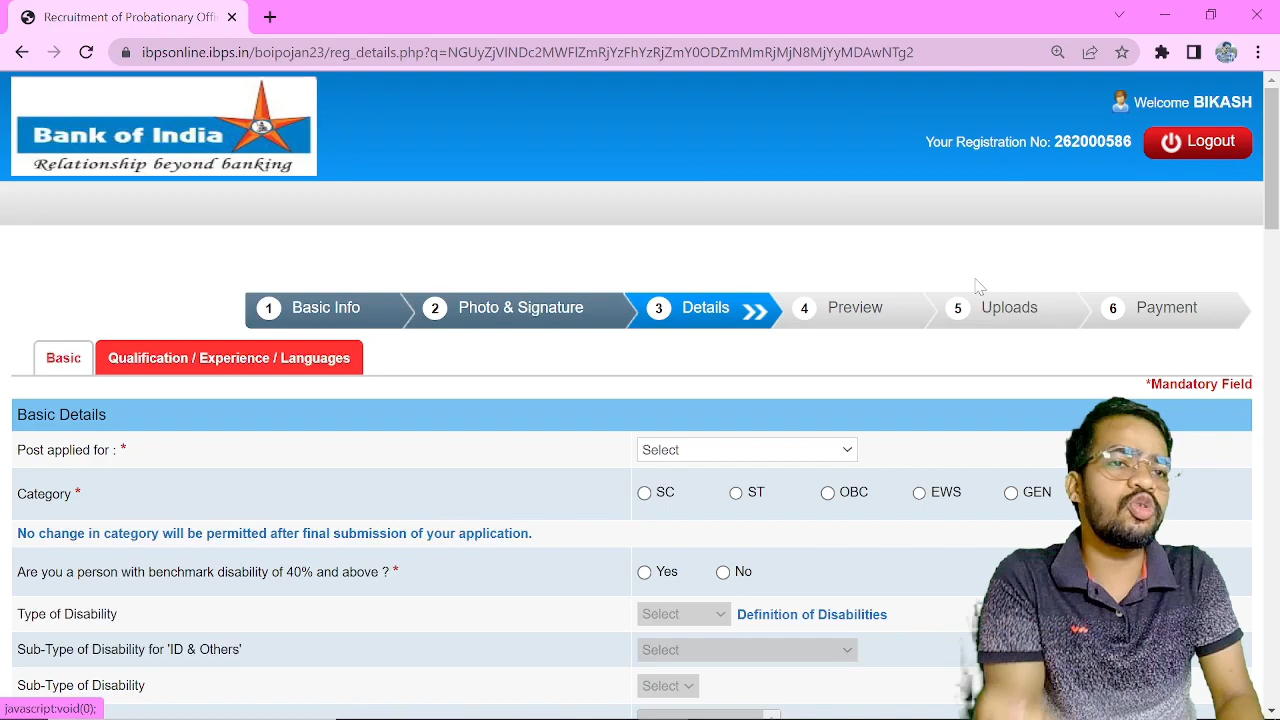 Recruitment of Probationary Offi
ibpsonline.ibps.in/boipojan23/reg_details.php?q=NGUyZjVlNDc2MWFlZmRjYzFhYzRjZmY0ODZmMmRjMjN8MjYyMDAwNTg2
Bank of India
Relationship beyond banking
Welcome BIKASH
Your Registration No: 262000586
Logout
1 Basic Info 2 Photo & Signature 3 Details 4 Preview 5 Uploads 6 Payment
Basic Qualification / Experience / Languages
*Mandatory Field
Basic Details
Post applied for : * Select
Category * SC ST OBC EWS GEN
No change in category will be permitted after final submission of your application.
Are you a person with benchmark disability of 40% and above ? * Yes No
Type of Disability Select Definition of Disabilities
Sub-Type of Disability for 'ID & Others' Select
Sub-Type of Disability Select
javascript:void(0);